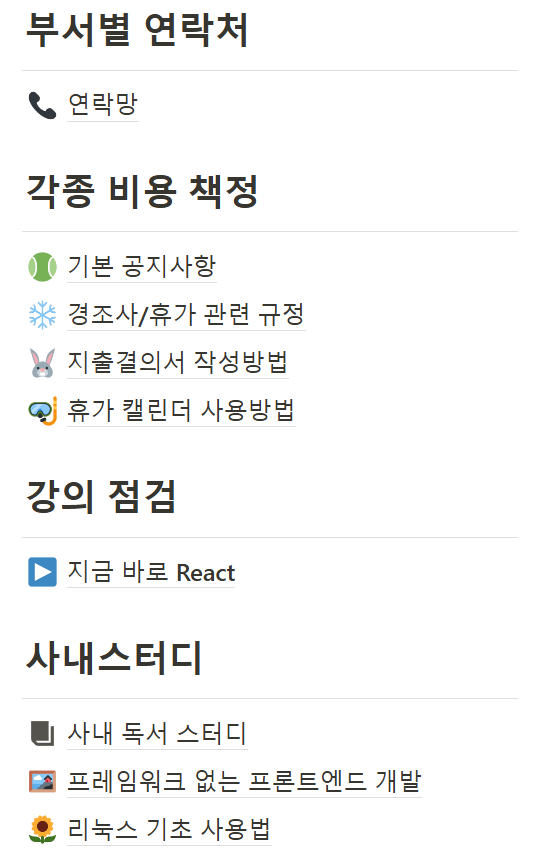 부서별 연락처
연락망
각종 비용 책정
기본 공지사항
경조사/휴가 관련 규정
지출결의서 작성방법
휴가 캘린더 사용방법
강의 점검
지금 바로 React
사내스터디
사내 독서 스터디
프레임워크 없는 프론트엔드 개발
리눅스 기초 사용법